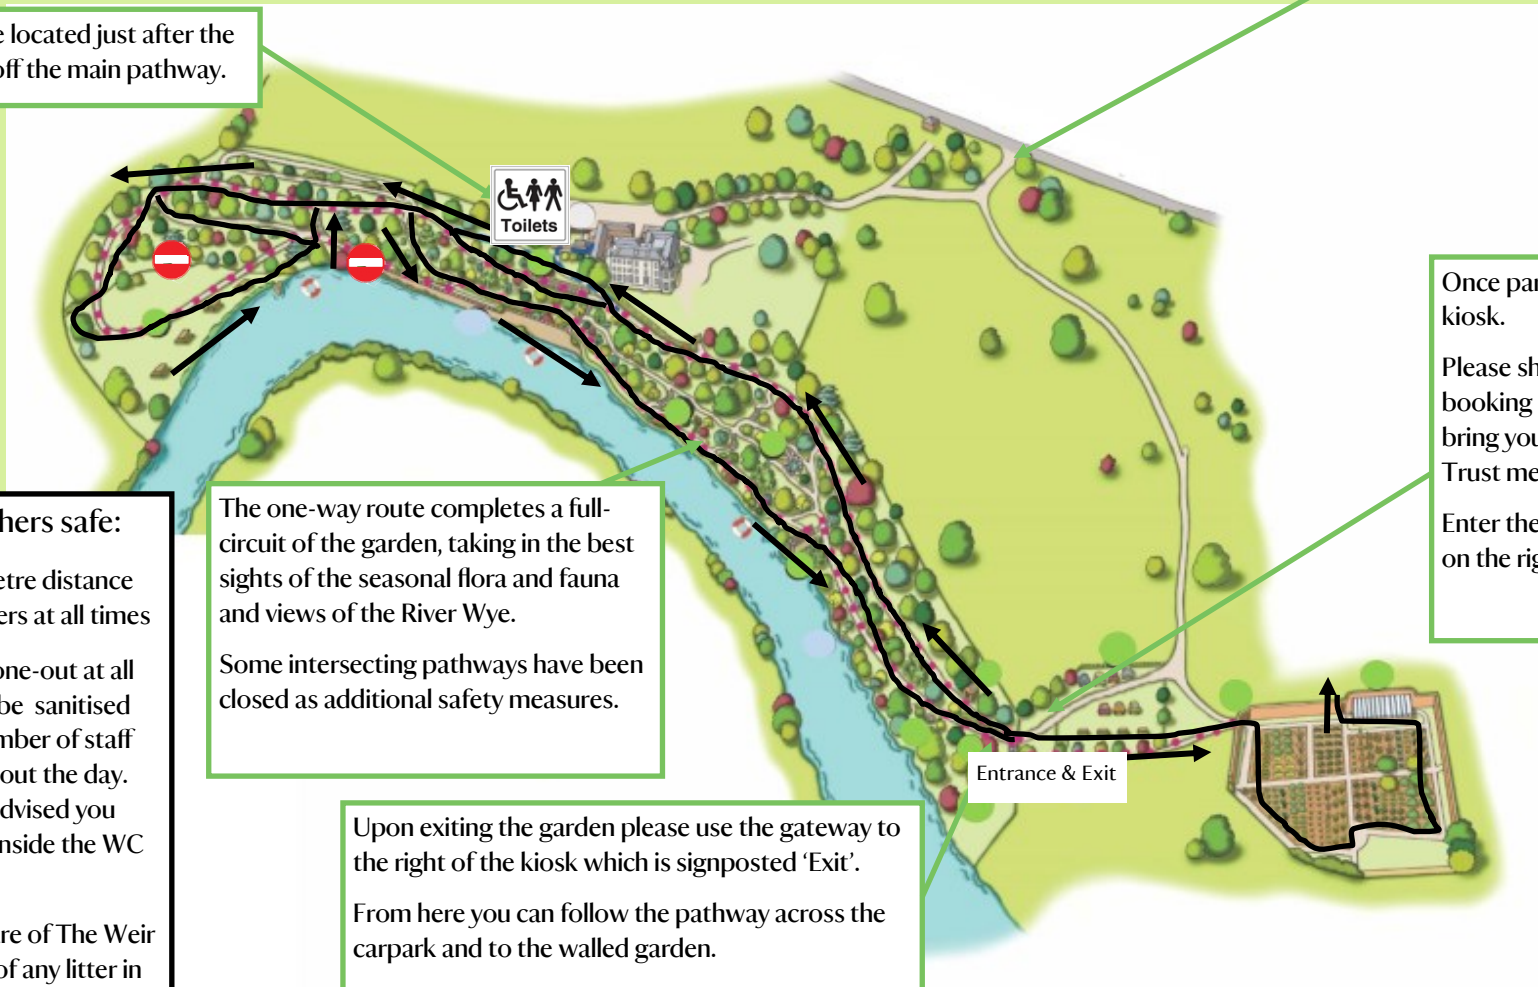 e located just after the
off the main pathway.
Toilets
Once par
kiosk.
Please sh
booking
bring you
Trust me
Enter the
on the rig
hers safe:
etre distance
ers at all times
one-out at all
be sanitised
mber of staff
out the day.
dvised you
nside the WC
re of The Weir
of any litter in
The one-way route completes a full-
circuit of the garden, taking in the best
sights of the seasonal flora and fauna
and views of the River Wye.
Some intersecting pathways have been
closed as additional safety measures.
Entrance & Exit
Upon exiting the garden please use the gateway to
the right of the kiosk which is signposted ‘Exit’.
From here you can follow the pathway across the
carpark and to the walled garden.